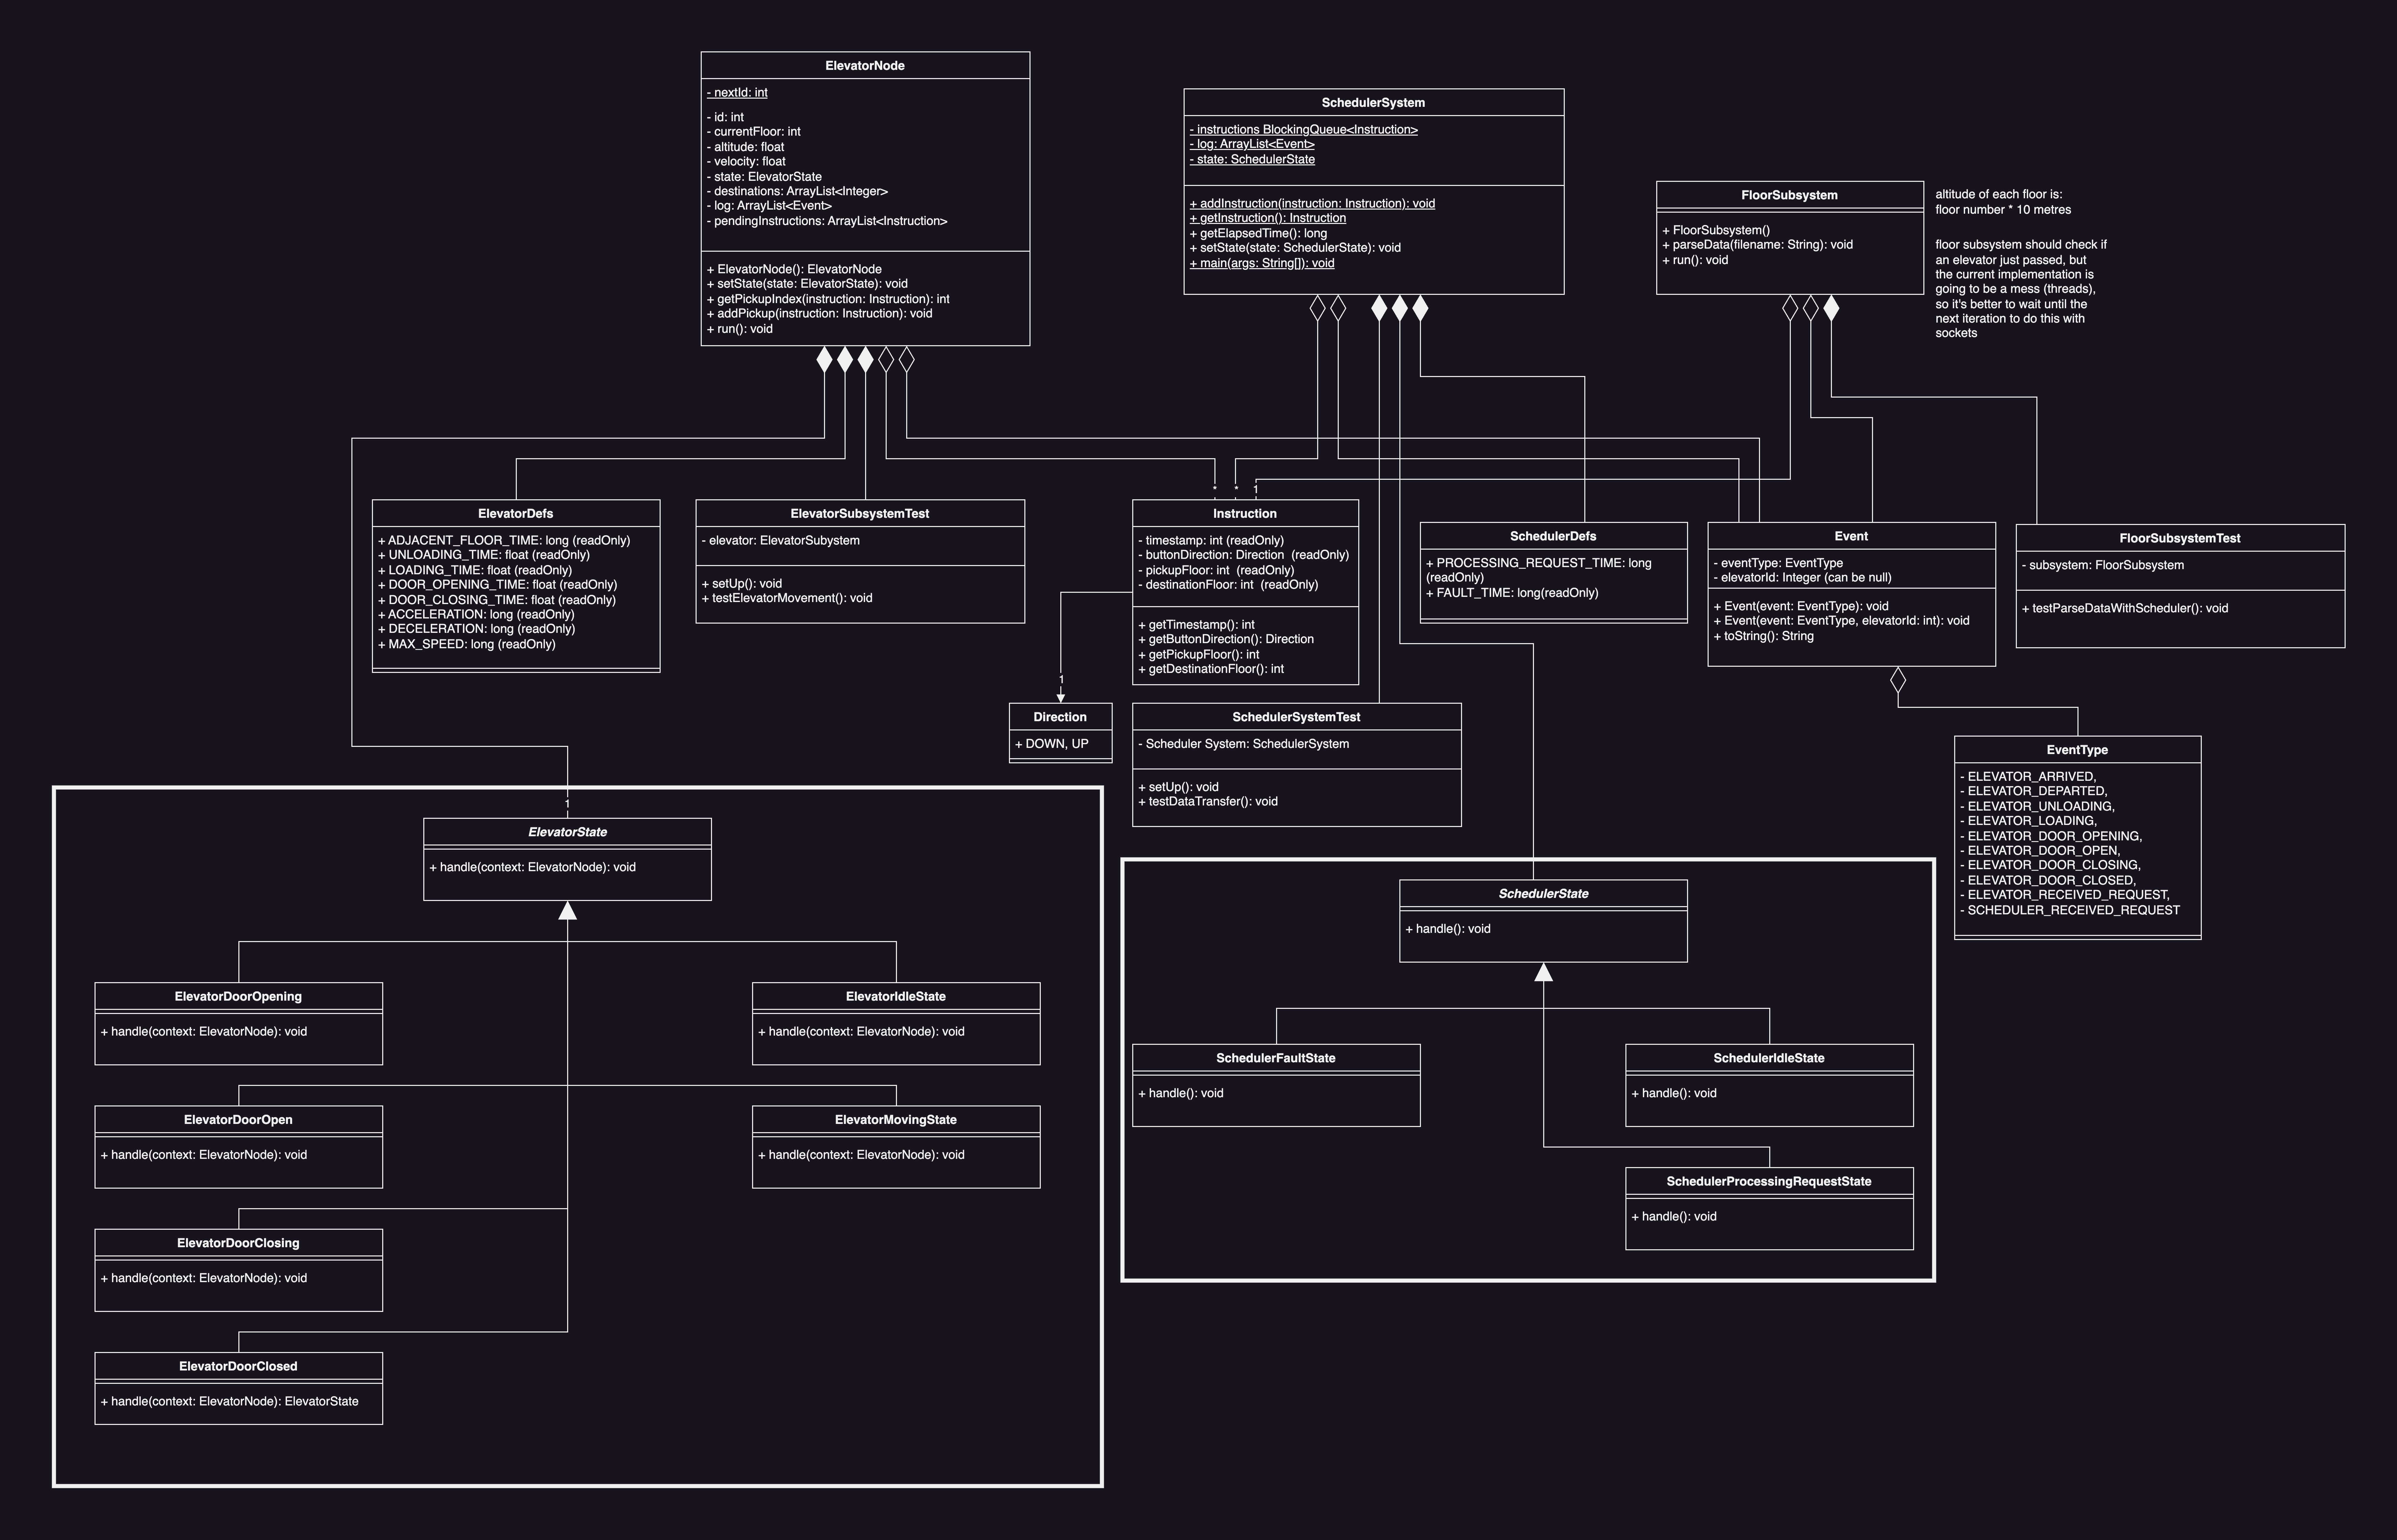 ElevatorNode
- nextId: int
- id: int
- currentFloor: int
- altitude: float
- velocity: float
- state: ElevatorState
- destinations: ArrayList<Integer>
- log: ArrayList<Event>
- pendingInstructions: ArrayList<Instruction>
+ ElevatorNode(): ElevatorNode
+ setState(state: ElevatorState): void
+ getPickupIndex(instruction: Instruction): int
+ addPickup(instruction: Instruction): void
+ run(): void
SchedulerSystem
- instructions BlockingQueue<Instruction>
- log: ArrayList<Event>
- state: SchedulerState
+ addInstruction(instruction: Instruction): void
+ getInstruction(): Instruction
+ getElapsedTime(): long
+ setState(state: SchedulerState): void
+ main(args: String[]): void
FloorSubsystem
+ FloorSubsystem()
+ parseData(filename: String): void
+ run(): void
altitude of each floor is:
floor number * 10 metres
floor subsystem should check if
an elevator just passed, but
the current implementation is
going to be a mess (threads),
so it's better to wait until the
next iteration to do this with
sockets
* * 1
ElevatorDefs
+ ADJACENT_FLOOR_TIME: long (readOnly)
+ UNLOADING_TIME: float (readOnly)
+ LOADING_TIME: float (readOnly)
+ DOOR_OPENING_TIME: float (readOnly)
+ DOOR_CLOSING_TIME: float (readOnly)
+ ACCELERATION: long (readOnly)
+ DECELERATION: long (readOnly)
+ MAX_SPEED: long (readOnly)
ElevatorSubsystemTest
- elevator: ElevatorSubystem
+ setUp(): void
+ testElevatorMovement(): void
Instruction
- timestamp: int (readOnly)
- buttonDirection: Direction (readOnly)
- pickupFloor: int (readOnly)
- destinationFloor: int (readOnly)
+ getTimestamp(): int
+ getButtonDirection(): Direction
+ getPickupFloor(): int
+ getDestinationFloor(): int
SchedulerDefs
+ PROCESSING_REQUEST_TIME: long
(readOnly)
+ FAULT_TIME: long(readOnly)
Event
- eventType: EventType
- elevatorId: Integer (can be null)
+ Event(event: EventType): void
+ Event(event: EventType, elevatorId: int): void
+ toString(): String
FloorSubsystemTest
- subsystem: FloorSubsystem
+ testParseDataWithScheduler(): void
1
Direction
+ DOWN, UP
SchedulerSystemTest
- Scheduler System: SchedulerSystem
+ setUp(): void
+ testDataTransfer(): void
EventType
- ELEVATOR_ARRIVED,
- ELEVATOR_DEPARTED,
- ELEVATOR_UNLOADING,
- ELEVATOR_LOADING,
- ELEVATOR_DOOR_OPENING,
- ELEVATOR_DOOR_OPEN,
- ELEVATOR_DOOR_CLOSING,
- ELEVATOR_DOOR_CLOSED,
- ELEVATOR_RECEIVED_REQUEST,
- SCHEDULER_RECEIVED_REQUEST
1
ElevatorState
+ handle(context: ElevatorNode): void
ElevatorDoorOpening
+ handle(context: ElevatorNode): void
ElevatorIdleState
+ handle(context: ElevatorNode): void
ElevatorDoorOpen
+ handle(context: ElevatorNode): void
ElevatorMovingState
+ handle(context: ElevatorNode): void
ElevatorDoorClosing
+ handle(context: ElevatorNode): void
ElevatorDoorClosed
+ handle(context: ElevatorNode): ElevatorState
SchedulerState
+ handle(): void
SchedulerFaultState
+ handle(): void
SchedulerIdleState
+ handle(): void
SchedulerProcessingRequestState
+ handle(): void